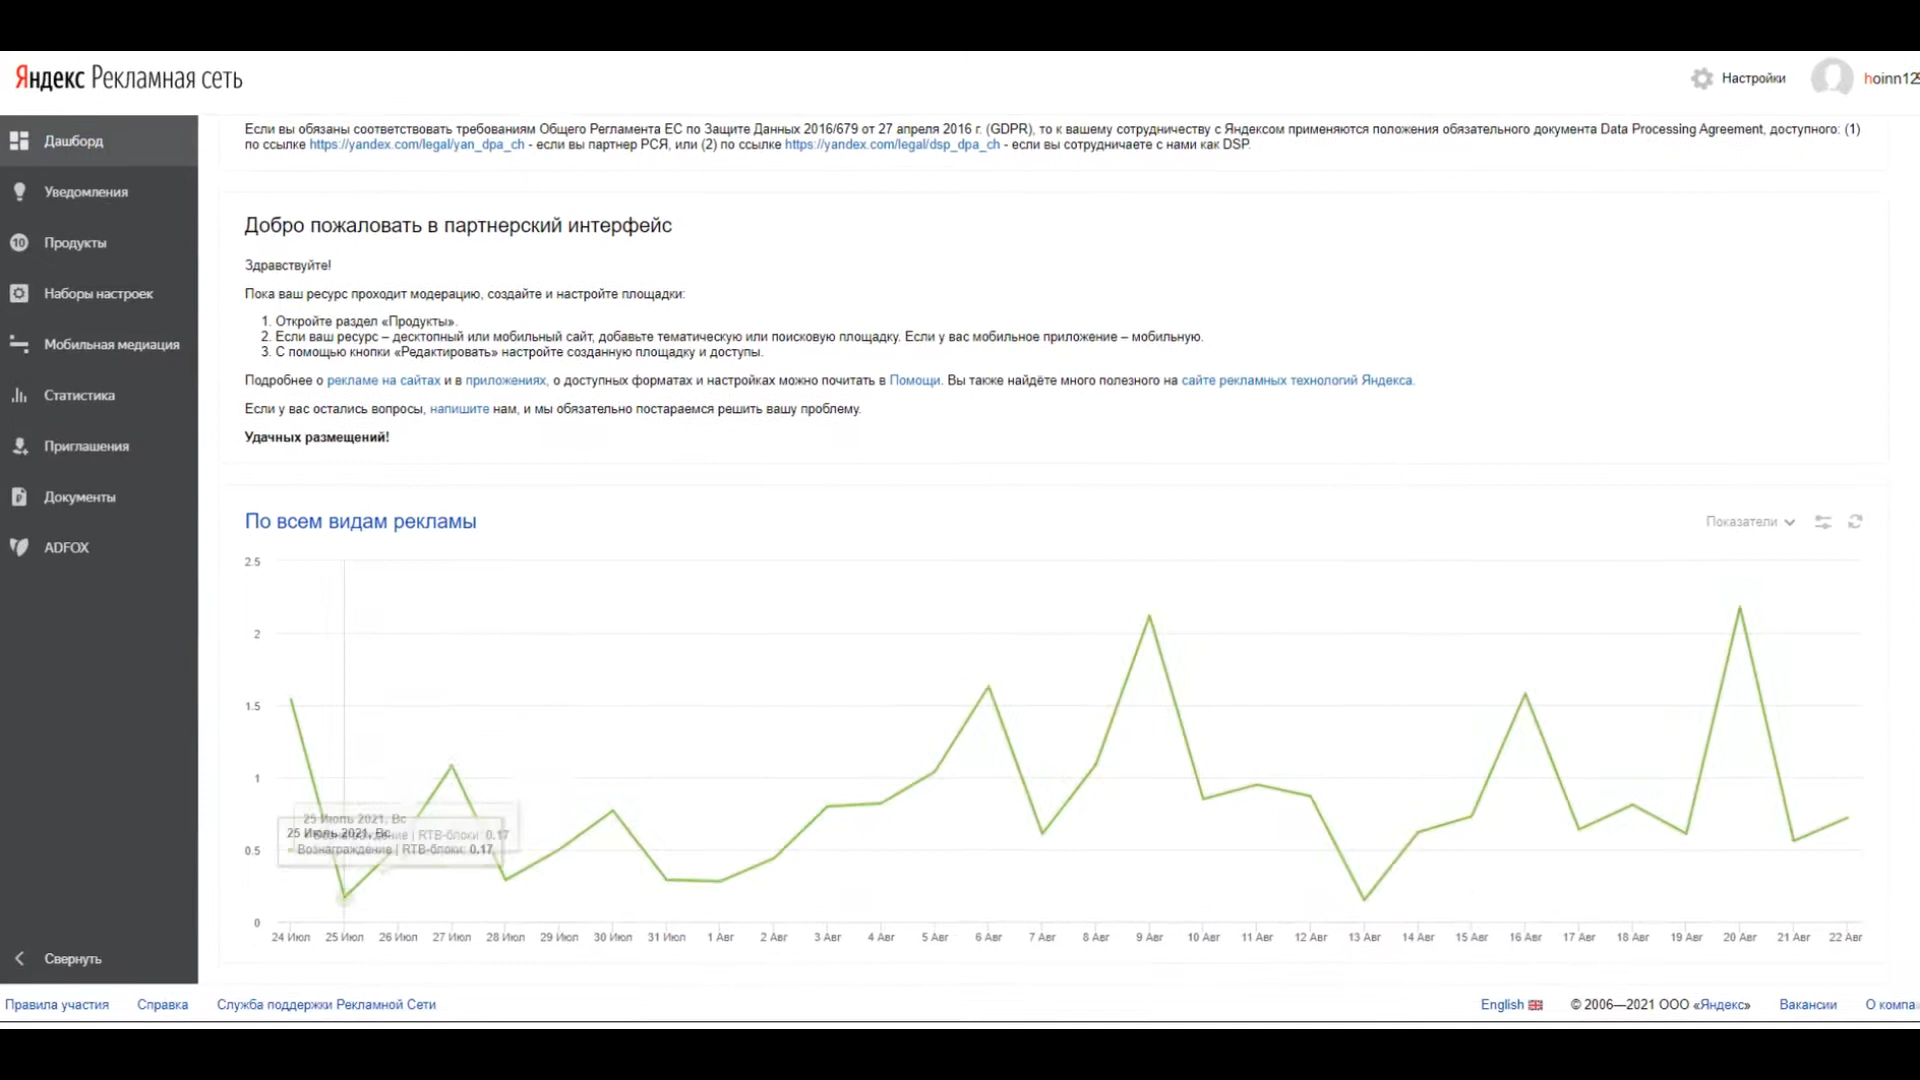 Яндекс Рекламная сеть
Настройки
hoinn125
Дашборд
Уведомления
10 Продукты
Наборы настроек
Мобильная медиация
Статистика
Приглашения
Документы
ADFOX
Свернуть
Если вы обязаны соответствовать требованиям Общего Регламента ЕС по Защите Данных 2016/679 от 27 апреля 2016 г. (GDPR), то к вашему сотрудничеству с Яндексом применяются положения обязательного документа Data Processing Agreement, доступного: (1)
по ссылке https://yandex.com/legal/yan_dpa_ch - если вы партнер РСЯ, или (2) по ссылке https://yandex.com/legal/dsp_dpa_ch - если вы сотрудничаете с нами как DSP.
Добро пожаловать в партнерский интерфейс
Здравствуйте!
Пока ваш ресурс проходит модерацию, создайте и настройте площадки:
1. Откройте раздел «Продукты».
2. Если ваш ресурс – десктопный или мобильный сайт, добавьте тематическую или поисковую площадку. Если у вас мобильное приложение – мобильную.
3. С помощью кнопки «Редактировать» настройте созданную площадку и доступы.
Подробнее о рекламе на сайтах и в приложениях, о доступных форматах и настройках можно почитать в Помощи. Вы также найдёте много полезного на сайте рекламных технологий Яндекса.
Если у вас остались вопросы, напишите нам, и мы обязательно постараемся решить вашу проблему.
Удачных размещений!
По всем видам рекламы
Показатели
2.5
2
1.5
1
0.5
0
25 Июль 2021, Вс
Вознаграждение | RTB-блоки: 0.17
25 Июль 2021, Вс
Вознаграждение | RTB-блоки: 0.17
24 Июл 25 Июл 26 Июл 27 Июл 28 Июл 29 Июл 30 Июл 31 Июл 1 Авг 2 Авг 3 Авг 4 Авг 5 Авг 6 Авг 7 Авг 8 Авг 9 Авг 10 Авг 11 Авг 12 Авг 13 Авг 14 Авг 15 Авг 16 Авг 17 Авг 18 Авг 19 Авг 20 Авг 21 Авг 22 Авг
Правила участия Справка Служба поддержки Рекламной Сети English © 2006—2021 ООО «Яндекс» Вакансии О компа